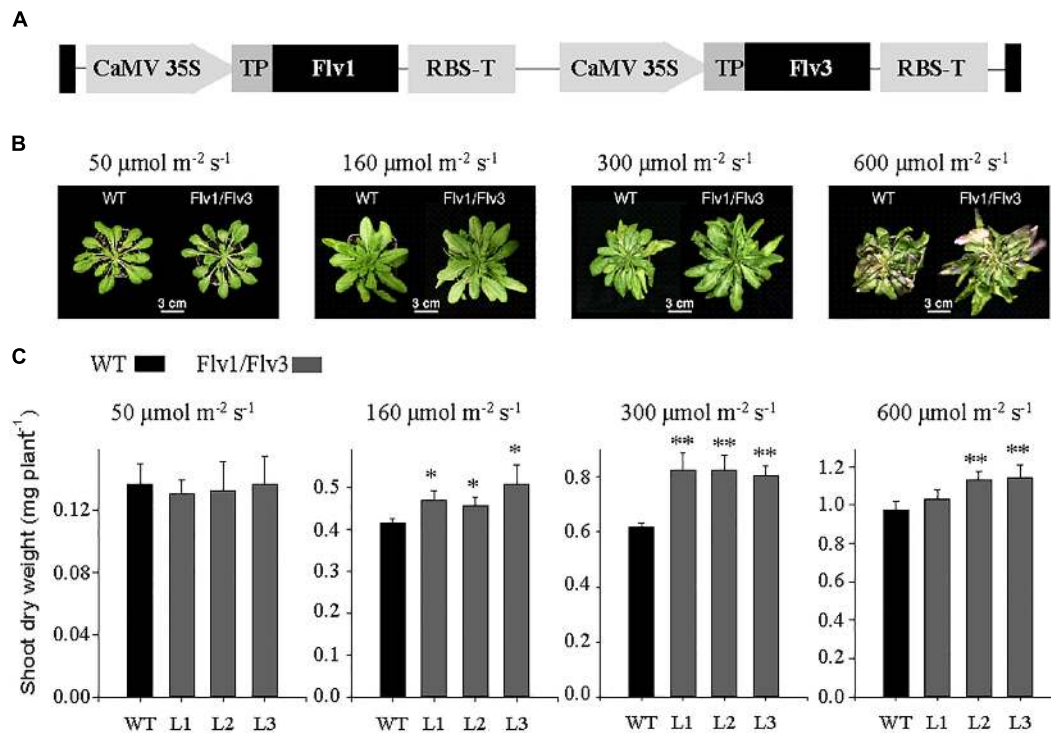 A
CaMV 35S TP Flv1 RBS-T CaMV 35S TP Flv3 RBS-T
B
50 µmol m⁻² s⁻¹ 160 µmol m⁻² s⁻¹ 300 µmol m⁻² s⁻¹ 600 µmol m⁻² s⁻¹
WT Flv1/Flv3 WT Flv1/Flv3 WT Flv1/Flv3 WT Flv1/Flv3
3 cm 3 cm 3 cm 3 cm
C
WT Flv1/Flv3
50 µmol m⁻² s⁻¹ 160 µmol m⁻² s⁻¹ 300 µmol m⁻² s⁻¹ 600 µmol m⁻² s⁻¹
Shoot dry weight (mg plant⁻¹)
0.12
0.08
0.04
0.00
* * *
0.5
0.4
0.3
0.2
0.1
0.0
** ** **
0.8
0.6
0.4
0.2
0.0
** **
1.2
1.0
0.8
0.6
0.4
0.2
0.0
WT L1 L2 L3 WT L1 L2 L3 WT L1 L2 L3 WT L1 L2 L3